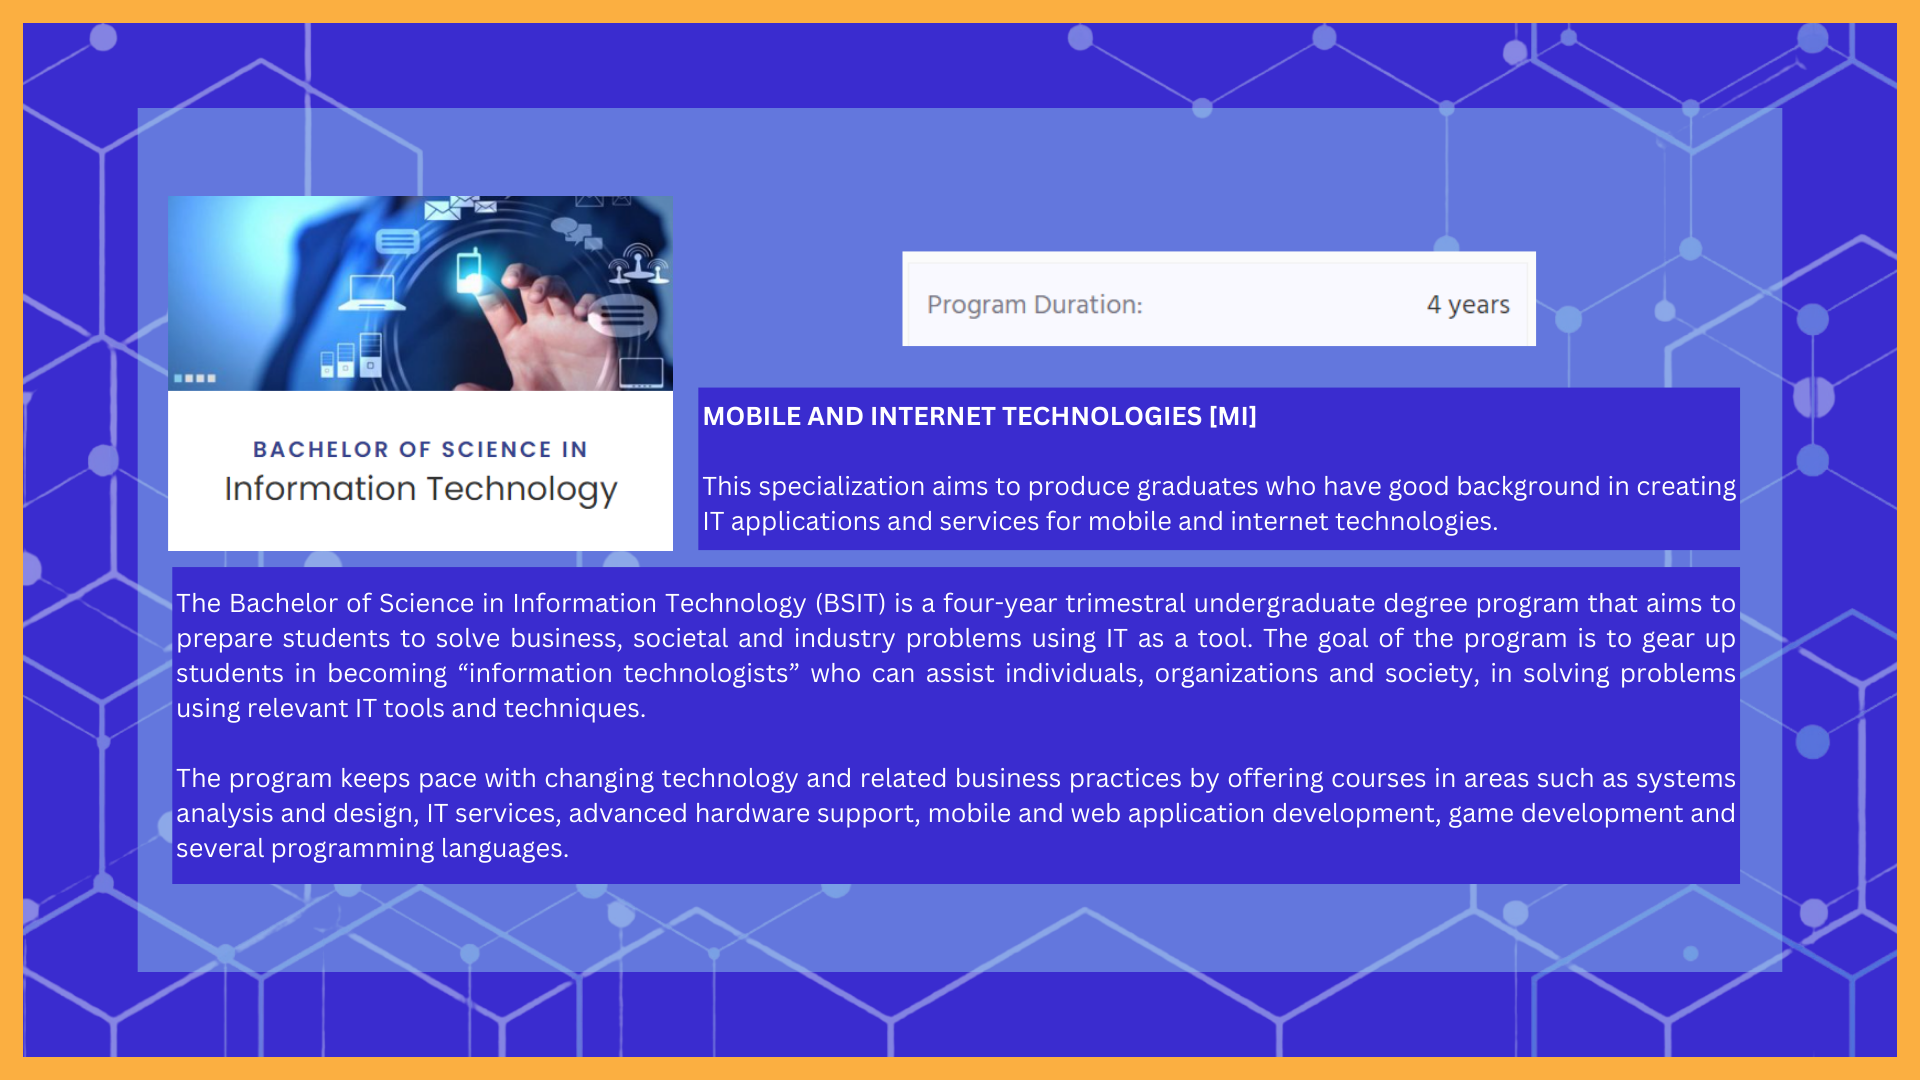 BACHELOR OF SCIENCE IN
Information Technology
Program Duration: 4 years
MOBILE AND INTERNET TECHNOLOGIES [MI]
This specialization aims to produce graduates who have good background in creating
IT applications and services for mobile and internet technologies.
The Bachelor of Science in Information Technology (BSIT) is a four-year trimestral undergraduate degree program that aims to
prepare students to solve business, societal and industry problems using IT as a tool. The goal of the program is to gear up
students in becoming “information technologists” who can assist individuals, organizations and society, in solving problems
using relevant IT tools and techniques.
The program keeps pace with changing technology and related business practices by offering courses in areas such as systems
analysis and design, IT services, advanced hardware support, mobile and web application development, game development and
several programming languages.